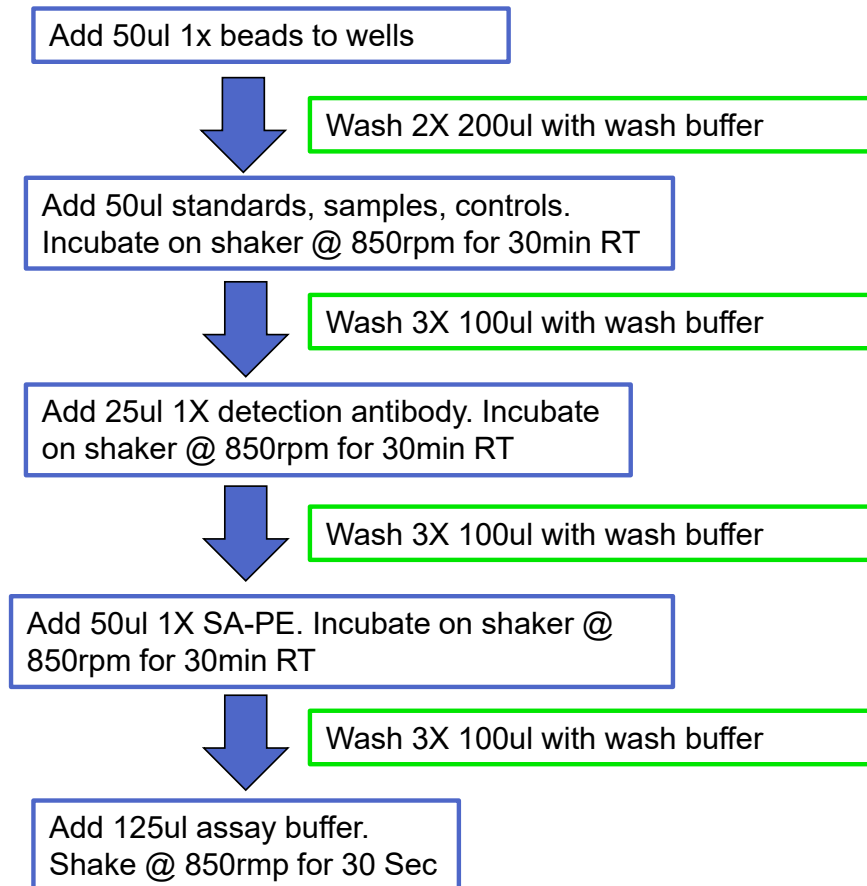 Add 50ul 1x beads to wells
Wash 2X 200ul with wash buffer
Add 50ul standards, samples, controls.
Incubate on shaker @ 850rpm for 30min RT
Wash 3X 100ul with wash buffer
Add 25ul 1X detection antibody. Incubate
on shaker @ 850rpm for 30min RT
Wash 3X 100ul with wash buffer
Add 50ul 1X SA-PE. Incubate on shaker @
850rpm for 30min RT
Wash 3X 100ul with wash buffer
Add 125ul assay buffer.
Shake @ 850rmp for 30 Sec